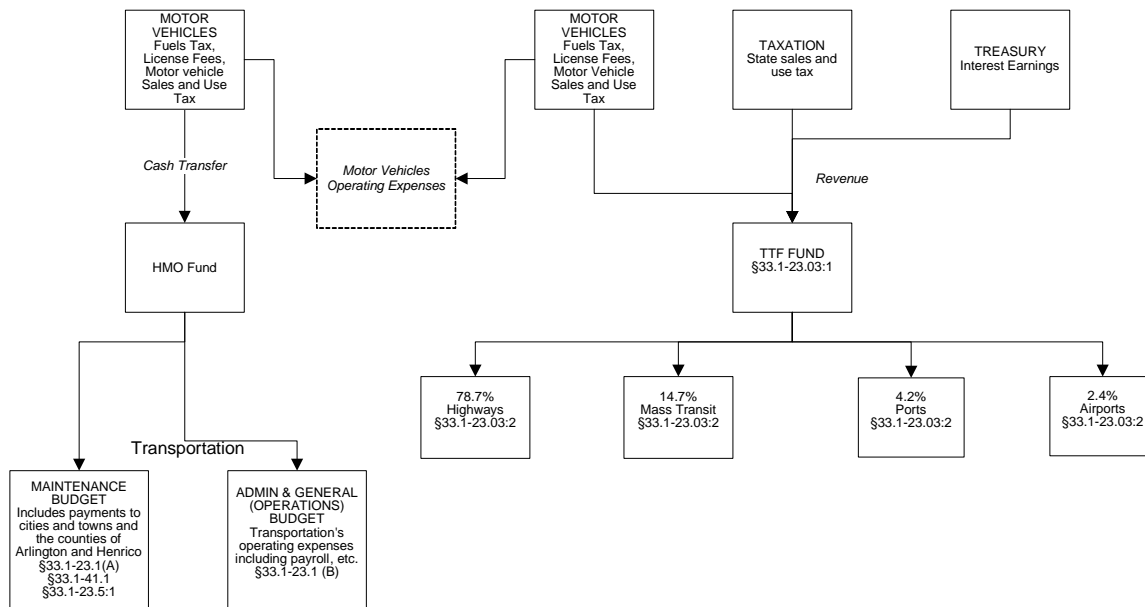 MOTOR
VEHICLES
Fuels Tax,
License Fees,
Motor vehicle
Sales and Use
Tax
MOTOR
VEHICLES
Fuels Tax,
License Fees,
Motor Vehicle
Sales and Use
Tax
TAXATION
State sales and
use tax
TREASURY
Interest Earnings
Cash Transfer
Motor Vehicles
Operating Expenses
Revenue
HMO Fund
TTF FUND
§33.1-23.03:1
78.7%
Highways
§33.1-23.03:2
14.7%
Mass Transit
§33.1-23.03:2
4.2%
Ports
§33.1-23.03:2
2.4%
Airports
§33.1-23.03:2
Transportation
MAINTENANCE
BUDGET
Includes payments to
cities and towns and
the counties of
Arlington and Henrico
§33.1-23.1(A)
§33.1-41.1
§33.1-23.5:1
ADMIN & GENERAL
(OPERATIONS)
BUDGET
Transportation's
operating expenses
including payroll, etc.
§33.1-23.1 (B)